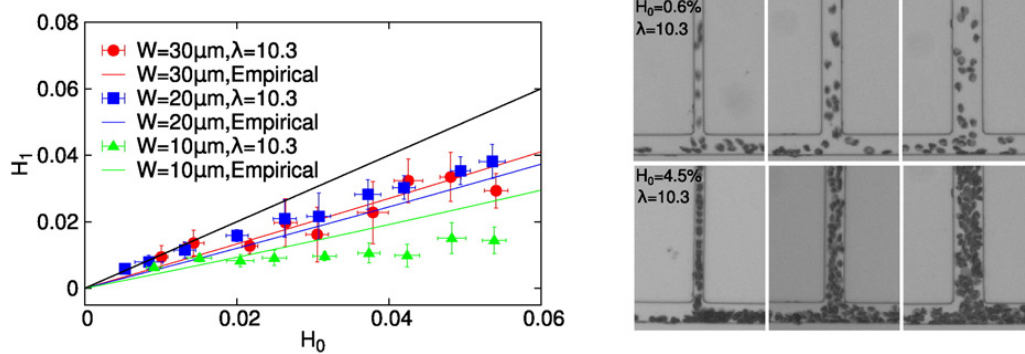 0.08
0.06
0.04
0.02
0
H₁
W=30μm,λ=10.3
W=30μm,Empirical
W=20μm,λ=10.3
W=20μm,Empirical
W=10μm,λ=10.3
W=10μm,Empirical
0 0.02 0.04 0.06
H₀
H₀=0.6%
λ=10.3
H₀=4.5%
λ=10.3